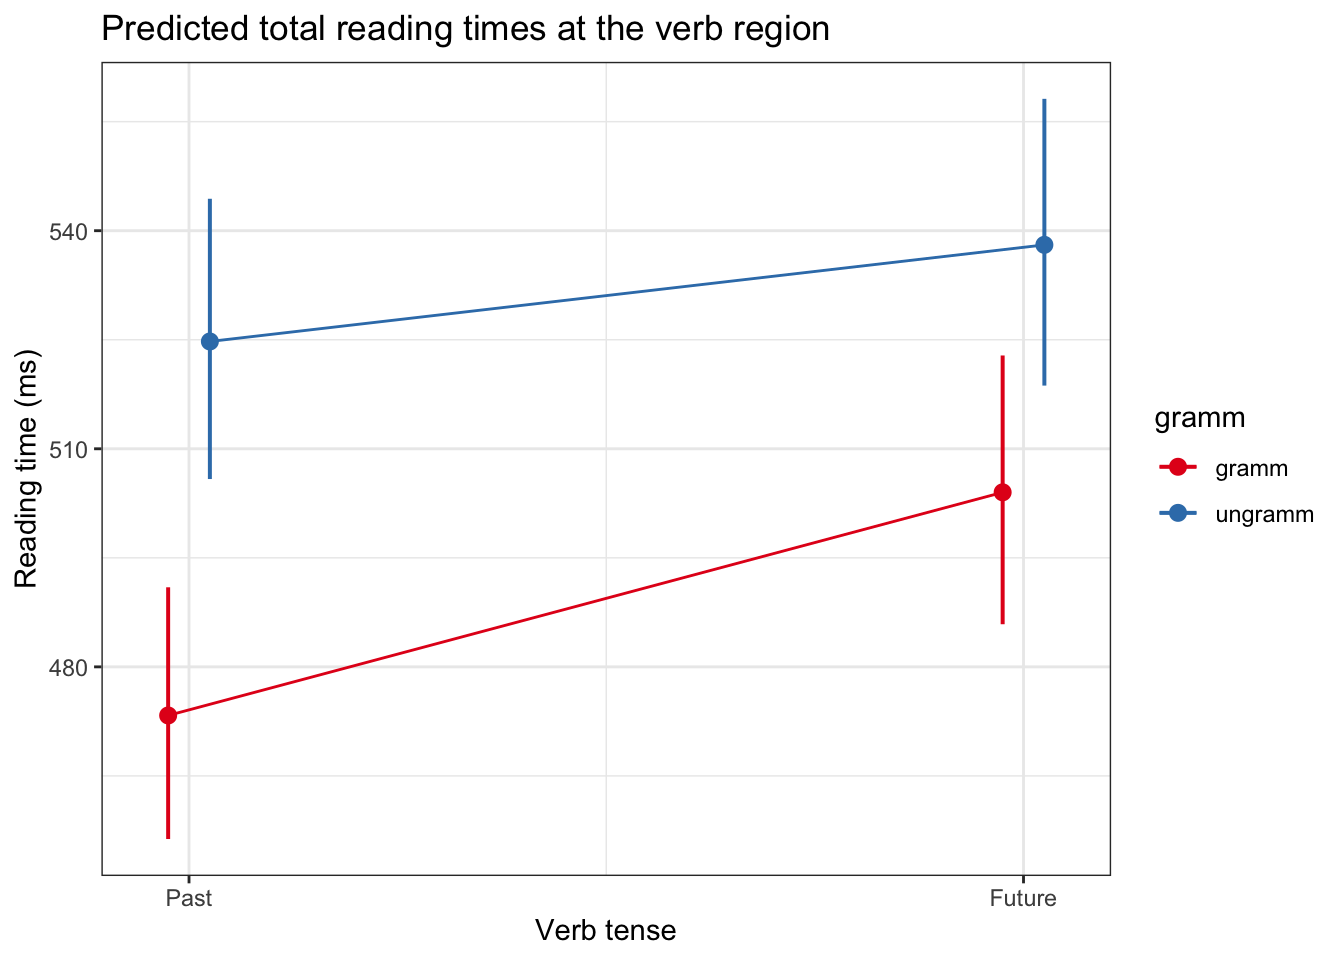 Predicted total reading times at the verb region
Reading time (ms)
540
510
480
Past
Future
Verb tense
gramm
gramm
ungramm